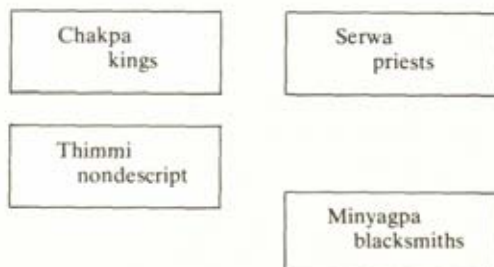 Chakpa
kings
Serwa
priests
Thimmi
nondescript
Minyagpa
blacksmiths